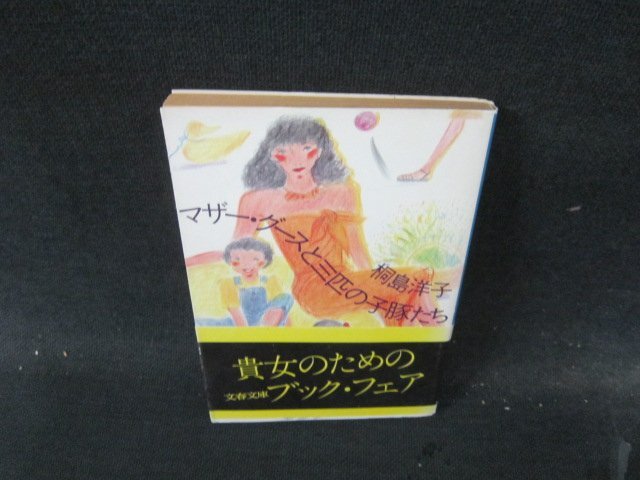 マザー・グースと三匹の子豚たち
桐島洋子
貴女のための
文春文庫 ブック・フェア